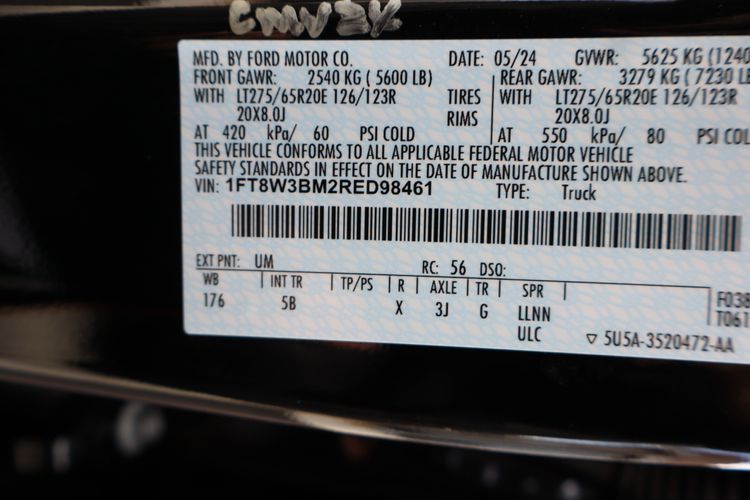 MFD. BY FORD MOTOR CO. DATE: 05/24 GVWR: 5625 KG (1240
FRONT GAWR: 2540 KG ( 5600 LB) REAR GAWR: 3279 KG ( 7230 LB
WITH LT275/65R20E 126/123R TIRES WITH LT275/65R20E 126/123R
20X8.0J RIMS 20X8.0J
AT 420 kPa/ 60 PSI COLD AT 550 kPa/ 80 PSI COL
THIS VEHICLE CONFORMS TO ALL APPLICABLE FEDERAL MOTOR VEHICLE
SAFETY STANDARDS IN EFFECT ON THE DATE OF MANUFACTURE SHOWN ABOVE.
VIN: 1FT8W3BM2RED98461 TYPE: Truck
EXT PNT: UM RC: 56 DSO:
WB INT TR TP/PS R AXLE TR SPR F038
176 5B X 3J G LLNN T061
ULC 5U5A-3520472-AA